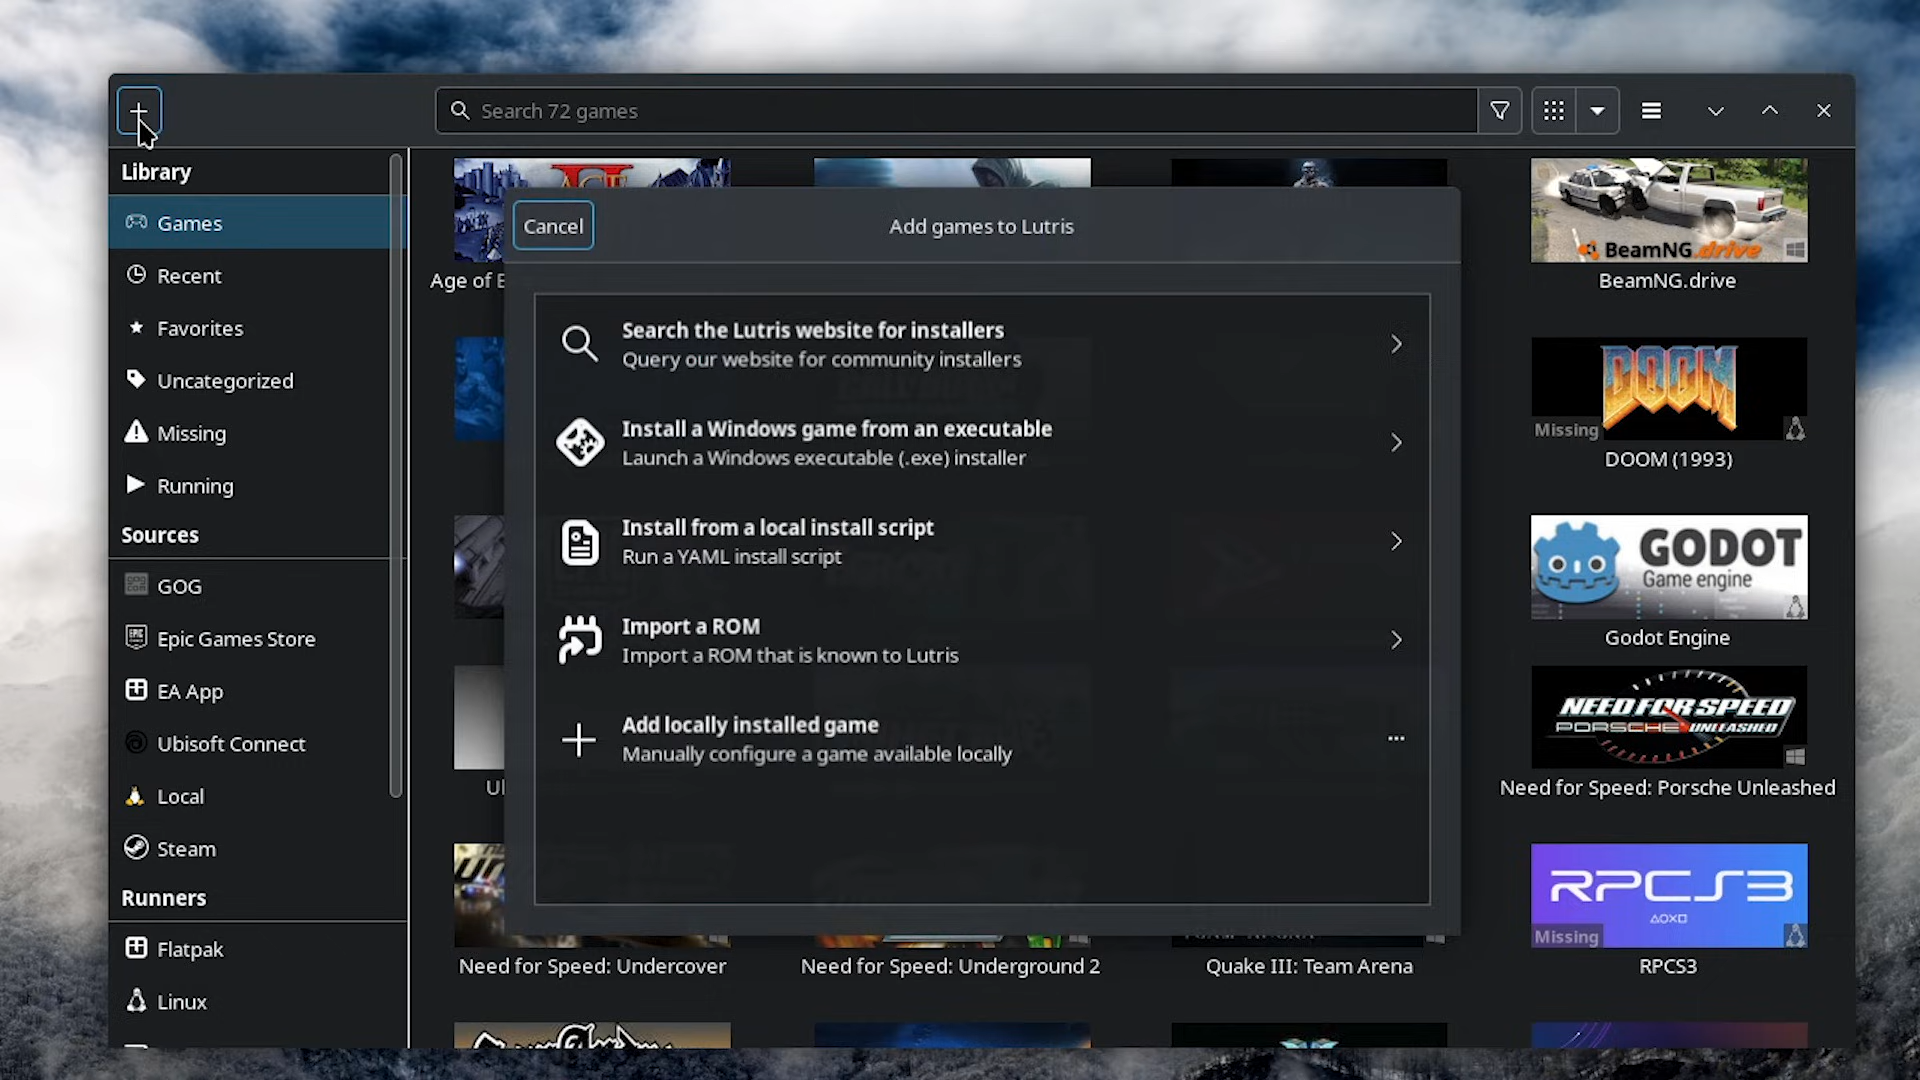 Search 72 games
Library
Games
Recent
Favorites
Uncategorized
Missing
Running
Sources
GOG
Epic Games Store
EA App
Ubisoft Connect
Local
Steam
Runners
Flatpak
Linux
Cancel
Add games to Lutris
Search the Lutris website for installers
Query our website for community installers
Install a Windows game from an executable
Launch a Windows executable (.exe) installer
Install from a local install script
Run a YAML install script
Import a ROM
Import a ROM that is known to Lutris
Add locally installed game
Manually configure a game available locally
Age of
BeamNG.drive
BeamNG.drive
DOOM
Missing
DOOM (1993)
GODOT
Game engine
Godot Engine
NEED FOR SPEED
PORSCHE UNLEASHED
Need for Speed: Porsche Unleashed
RPCS3
Missing
Need for Speed: Undercover
Need for Speed: Underground 2
Quake III: Team Arena
RPCS3